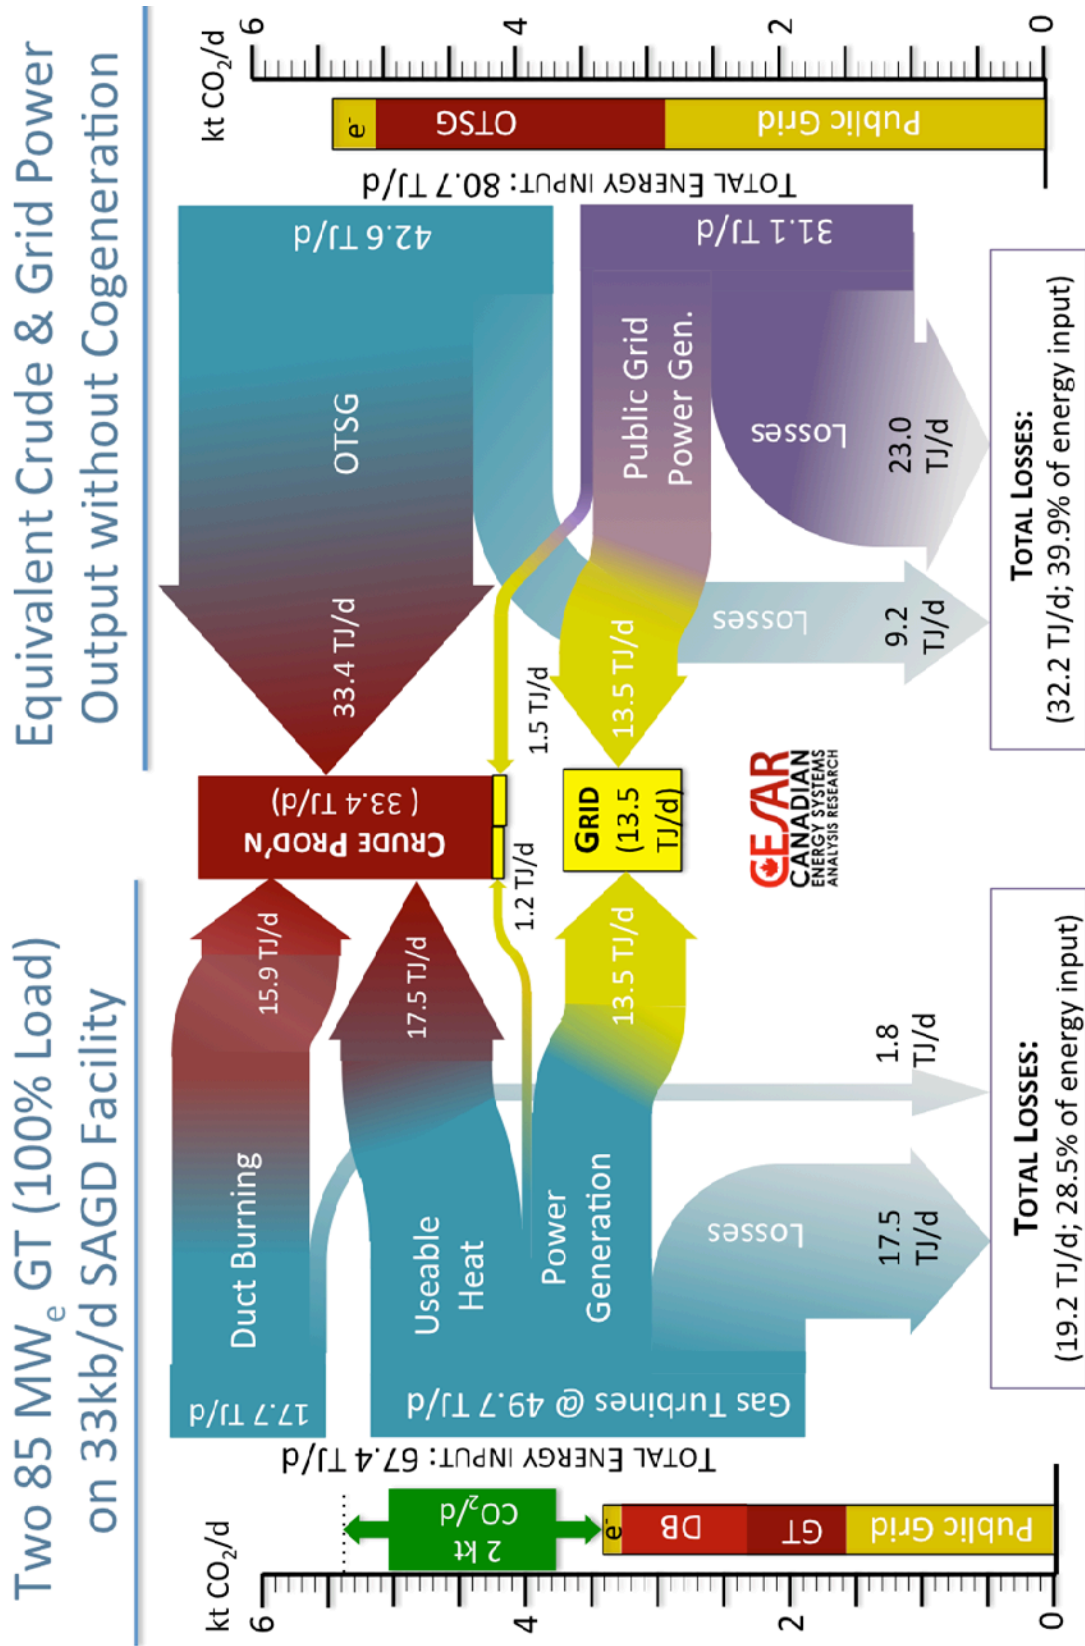 Two 85 MWe GT (100% Load)
on 33kb/d SAGD Facility
kt CO2/d
6
4
2
0
2 kt
CO2/d
e-
DB
GT
Public Grid
TOTAL ENERGY INPUT: 67.4 TJ/d
17.7 TJ/d
Gas Turbines @ 49.7 TJ/d
Duct Burning
Useable
Heat
Power
Generation
Losses
17.5
TJ/d
1.8
TJ/d
15.9 TJ/d
17.5 TJ/d
1.2 TJ/d
13.5 TJ/d
TOTAL LOSSES:
(19.2 TJ/d; 28.5% of energy input)
CRUDE PROD'N
( 33.4 TJ/d)
GRID
(13.5
TJ/d)
CESAR
CANADIAN
ENERGY SYSTEMS
ANALYSIS RESEARCH
Equivalent Crude & Grid Power
Output without Cogeneration
33.4 TJ/d
OTSG
42.6 TJ/d
1.5 TJ/d
13.5 TJ/d
Public Grid
Power Gen.
31.1 TJ/d
Losses
9.2
TJ/d
Losses
23.0
TJ/d
TOTAL LOSSES:
(32.2 TJ/d; 39.9% of energy input)
TOTAL ENERGY INPUT: 80.7 TJ/d
e-
OTSG
Public Grid
kt CO2/d
6
4
2
0